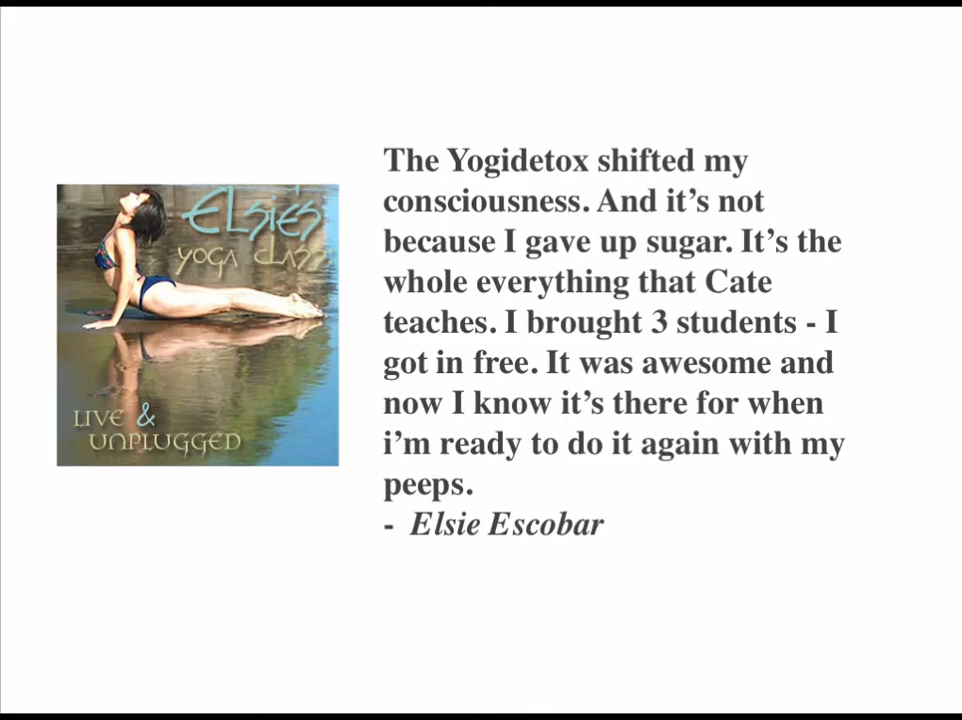 ELSIE'S
YOGA CLASS
LIVE &
UNPLUGGED
The Yogidetox shifted my
consciousness. And it’s not
because I gave up sugar. It’s the
whole everything that Cate
teaches. I brought 3 students - I
got in free. It was awesome and
now I know it’s there for when
i’m ready to do it again with my
peeps.
- Elsie Escobar